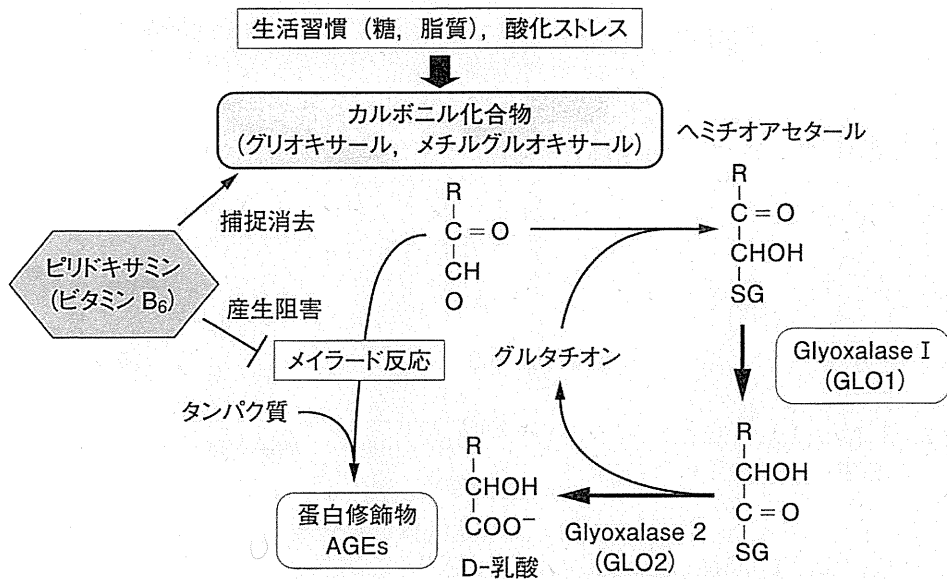 生活習慣（糖，脂質），酸化ストレス
カルボニル化合物
（グリオキサール，メチルグルオキサール）
ヘミチオアセタール
R
C=O
CHOH
SG
捕捉消去
R
C=O
CH
O
ピリドキサミン
（ビタミン B₆）
産生阻害
メイラード反応
グルタチオン
Glyoxalase I
(GLO1)
タンパク質
蛋白修飾物
AGEs
R
CHOH
COO⁻
D-乳酸
Glyoxalase 2
(GLO2)
R
CHOH
C=O
SG